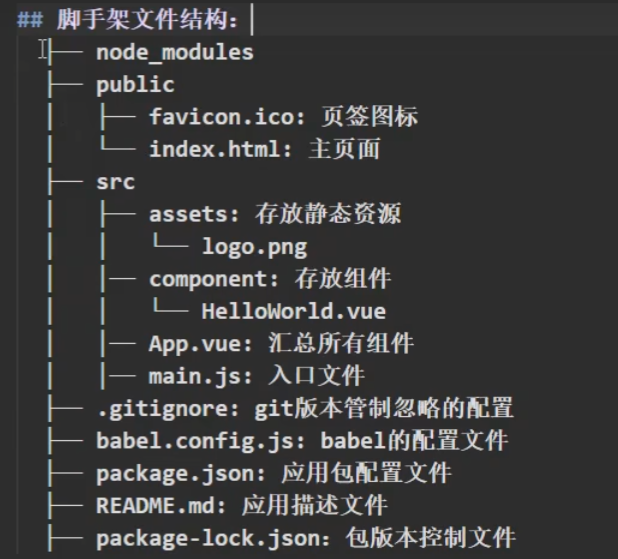 ## 脚手架文件结构：
├── node_modules
├── public
│   ├── favicon.ico: 页签图标
│   └── index.html: 主页面
├── src
│   ├── assets: 存放静态资源
│   │   └── logo.png
│   │── component: 存放组件
│   │   └── HelloWorld.vue
│   │── App.vue: 汇总所有组件
│   │── main.js: 入口文件
├── .gitignore: git版本管制忽略的配置
├── babel.config.js: babel的配置文件
├── package.json: 应用包配置文件
├── README.md: 应用描述文件
├── package-lock.json：包版本控制文件